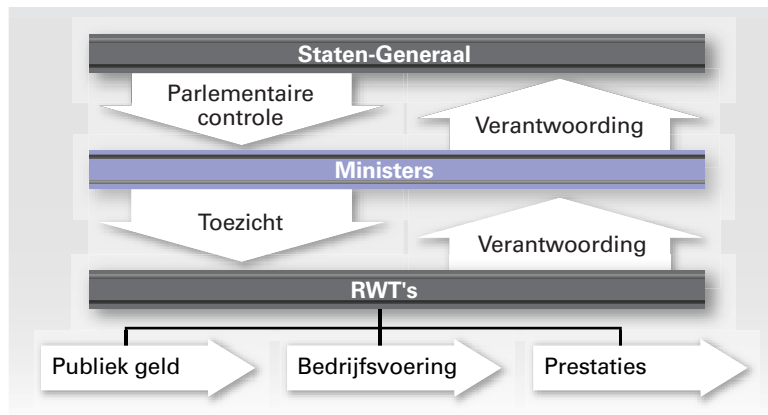 Staten-Generaal
Parlementaire
controle
Verantwoording
Ministers
Toezicht
Verantwoording
RWT's
Publiek geld
Bedrijfsvoering
Prestaties